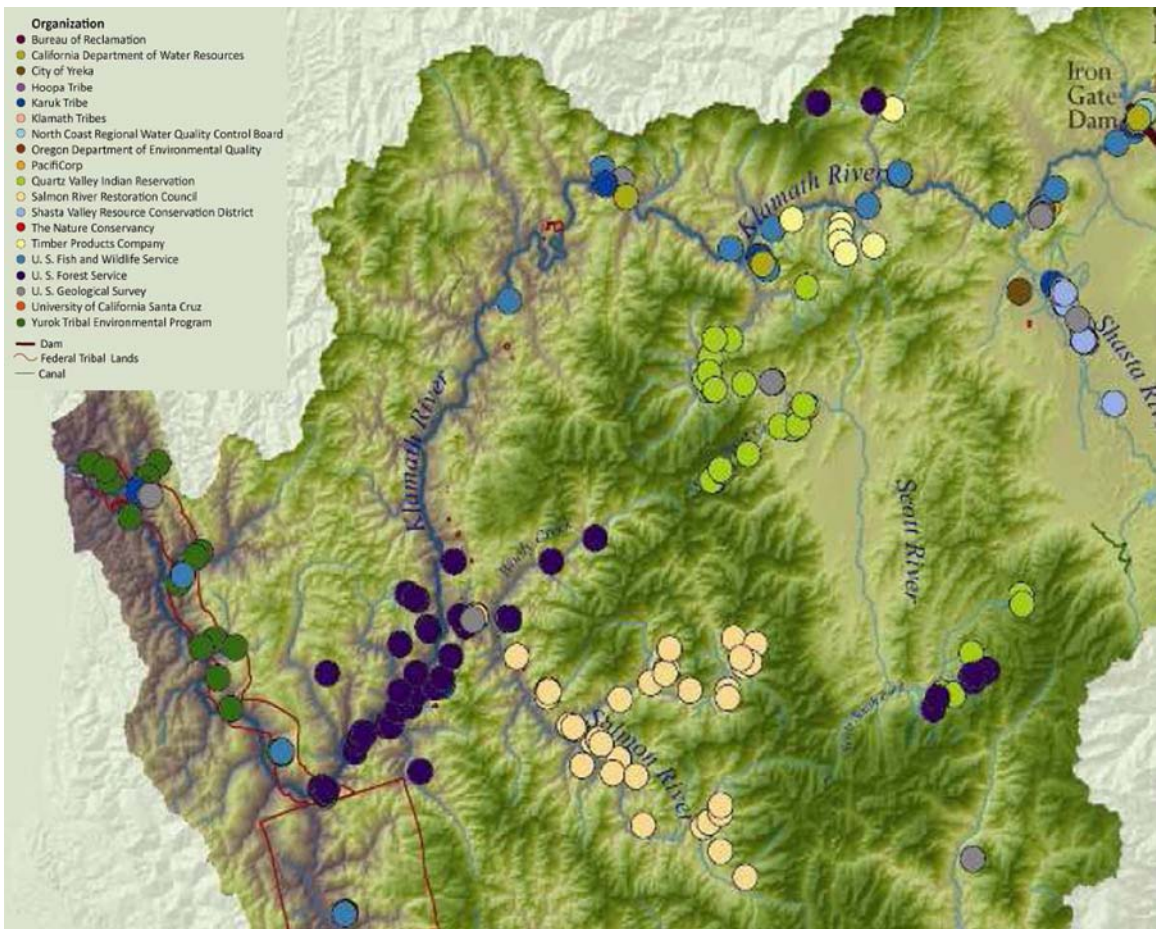 Organization
Bureau of Reclamation
California Department of Water Resources
City of Yreka
Hoopa Tribe
Karuk Tribe
Klamath Tribes
North Coast Regional Water Quality Control Board
Oregon Department of Environmental Quality
PacifiCorp
Quartz Valley Indian Reservation
Salmon River Restoration Council
Shasta Valley Resource Conservation District
The Nature Conservancy
Timber Products Company
U. S. Fish and Wildlife Service
U. S. Forest Service
U. S. Geological Survey
University of California Santa Cruz
Yurok Tribal Environmental Program
Dam
Federal Tribal Lands
Canal
Iron
Gate
Dam
Klamath River
Shasta
Klamath River
Scott River
Wooly Creek
Salmon River